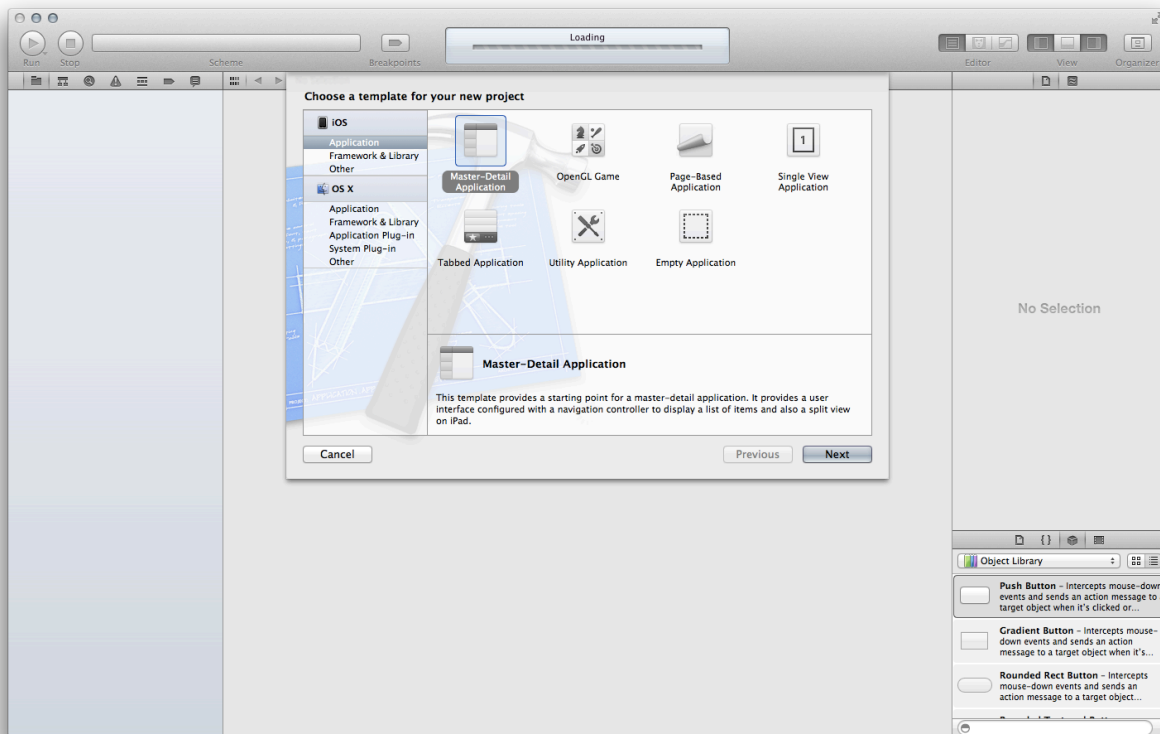 Loading
Run
Stop
Scheme
Breakpoints
Editor
View
Organizer
Choose a template for your new project
iOS
Application
Framework & Library
Other
OS X
Application
Framework & Library
Application Plug-in
System Plug-in
Other
Master-Detail
Application
OpenGL Game
Page-Based
Application
1
Single View
Application
Tabbed Application
Utility Application
Empty Application
Master-Detail Application
This template provides a starting point for a master-detail application. It provides a user
interface configured with a navigation controller to display a list of items and also a split view
on iPad.
Cancel
Previous
Next
No Selection
{}
Object Library
Push Button - Intercepts mouse-down
events and sends an action message to
target object when it's clicked or...
Gradient Button - Intercepts mouse-
down events and sends an action
message to a target object when it's...
Rounded Rect Button - Intercepts
mouse-down events and sends an
action message to a target object...